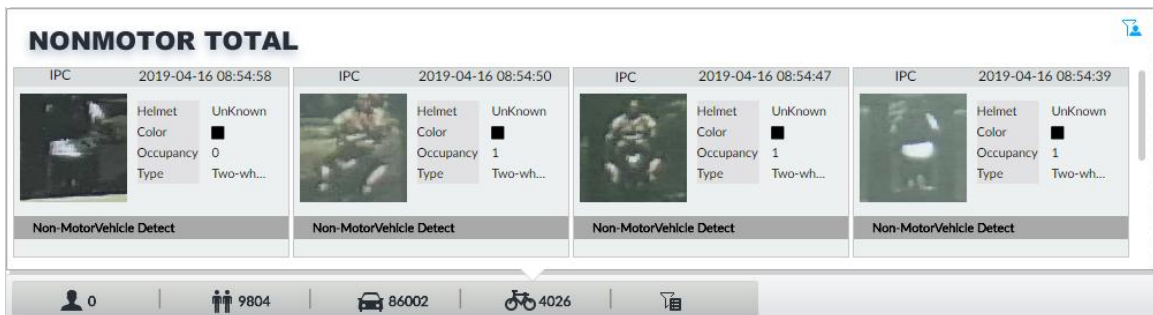 NONMOTOR TOTAL
IPC 2019-04-16 08:54:58
Helmet UnKnown
Color
Occupancy 0
Type Two-wh...
Non-MotorVehicle Detect
IPC 2019-04-16 08:54:50
Helmet UnKnown
Color
Occupancy 1
Type Two-wh...
Non-MotorVehicle Detect
IPC 2019-04-16 08:54:47
Helmet UnKnown
Color
Occupancy 1
Type Two-wh...
Non-MotorVehicle Detect
IPC 2019-04-16 08:54:39
Helmet UnKnown
Color
Occupancy 1
Type Two-wh...
Non-MotorVehicle Detect
0 9804 86002 4026